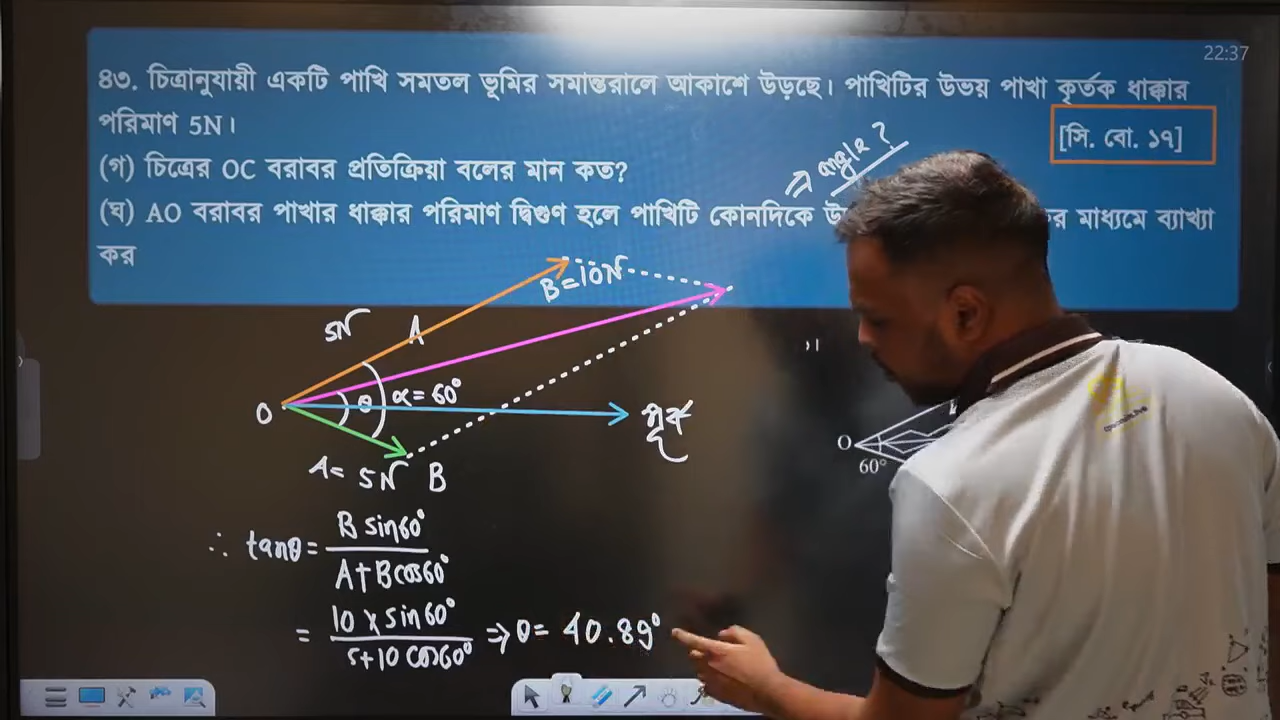 22:37
৪৩. চিত্রানুযায়ী একটি পাখি সমতল ভূমির সমান্তরালে আকাশে উড়ছে। পাখিটির উভয় পাখা কৃর্তক ধাক্কার
পরিমাণ 5N।
[সি. বো. ১৭]
⇒ angle?
(গ) চিত্রের OC বরাবর প্রতিক্রিয়া বলের মান কত?
(ঘ) AO বরাবর পাখার ধাক্কার পরিমাণ দ্বিগুণ হলে পাখিটি কোনদিকে মাধ্যমে ব্যাখ্যা
কর
B=10N
5N A
θ α=60°
O পূর্ব
A= 5N B
O
60°
∴ tanθ= B sin60° / A+Bcos60°
= 10 x sin60° / 5+10 cos60° ⇒ θ= 40.89°